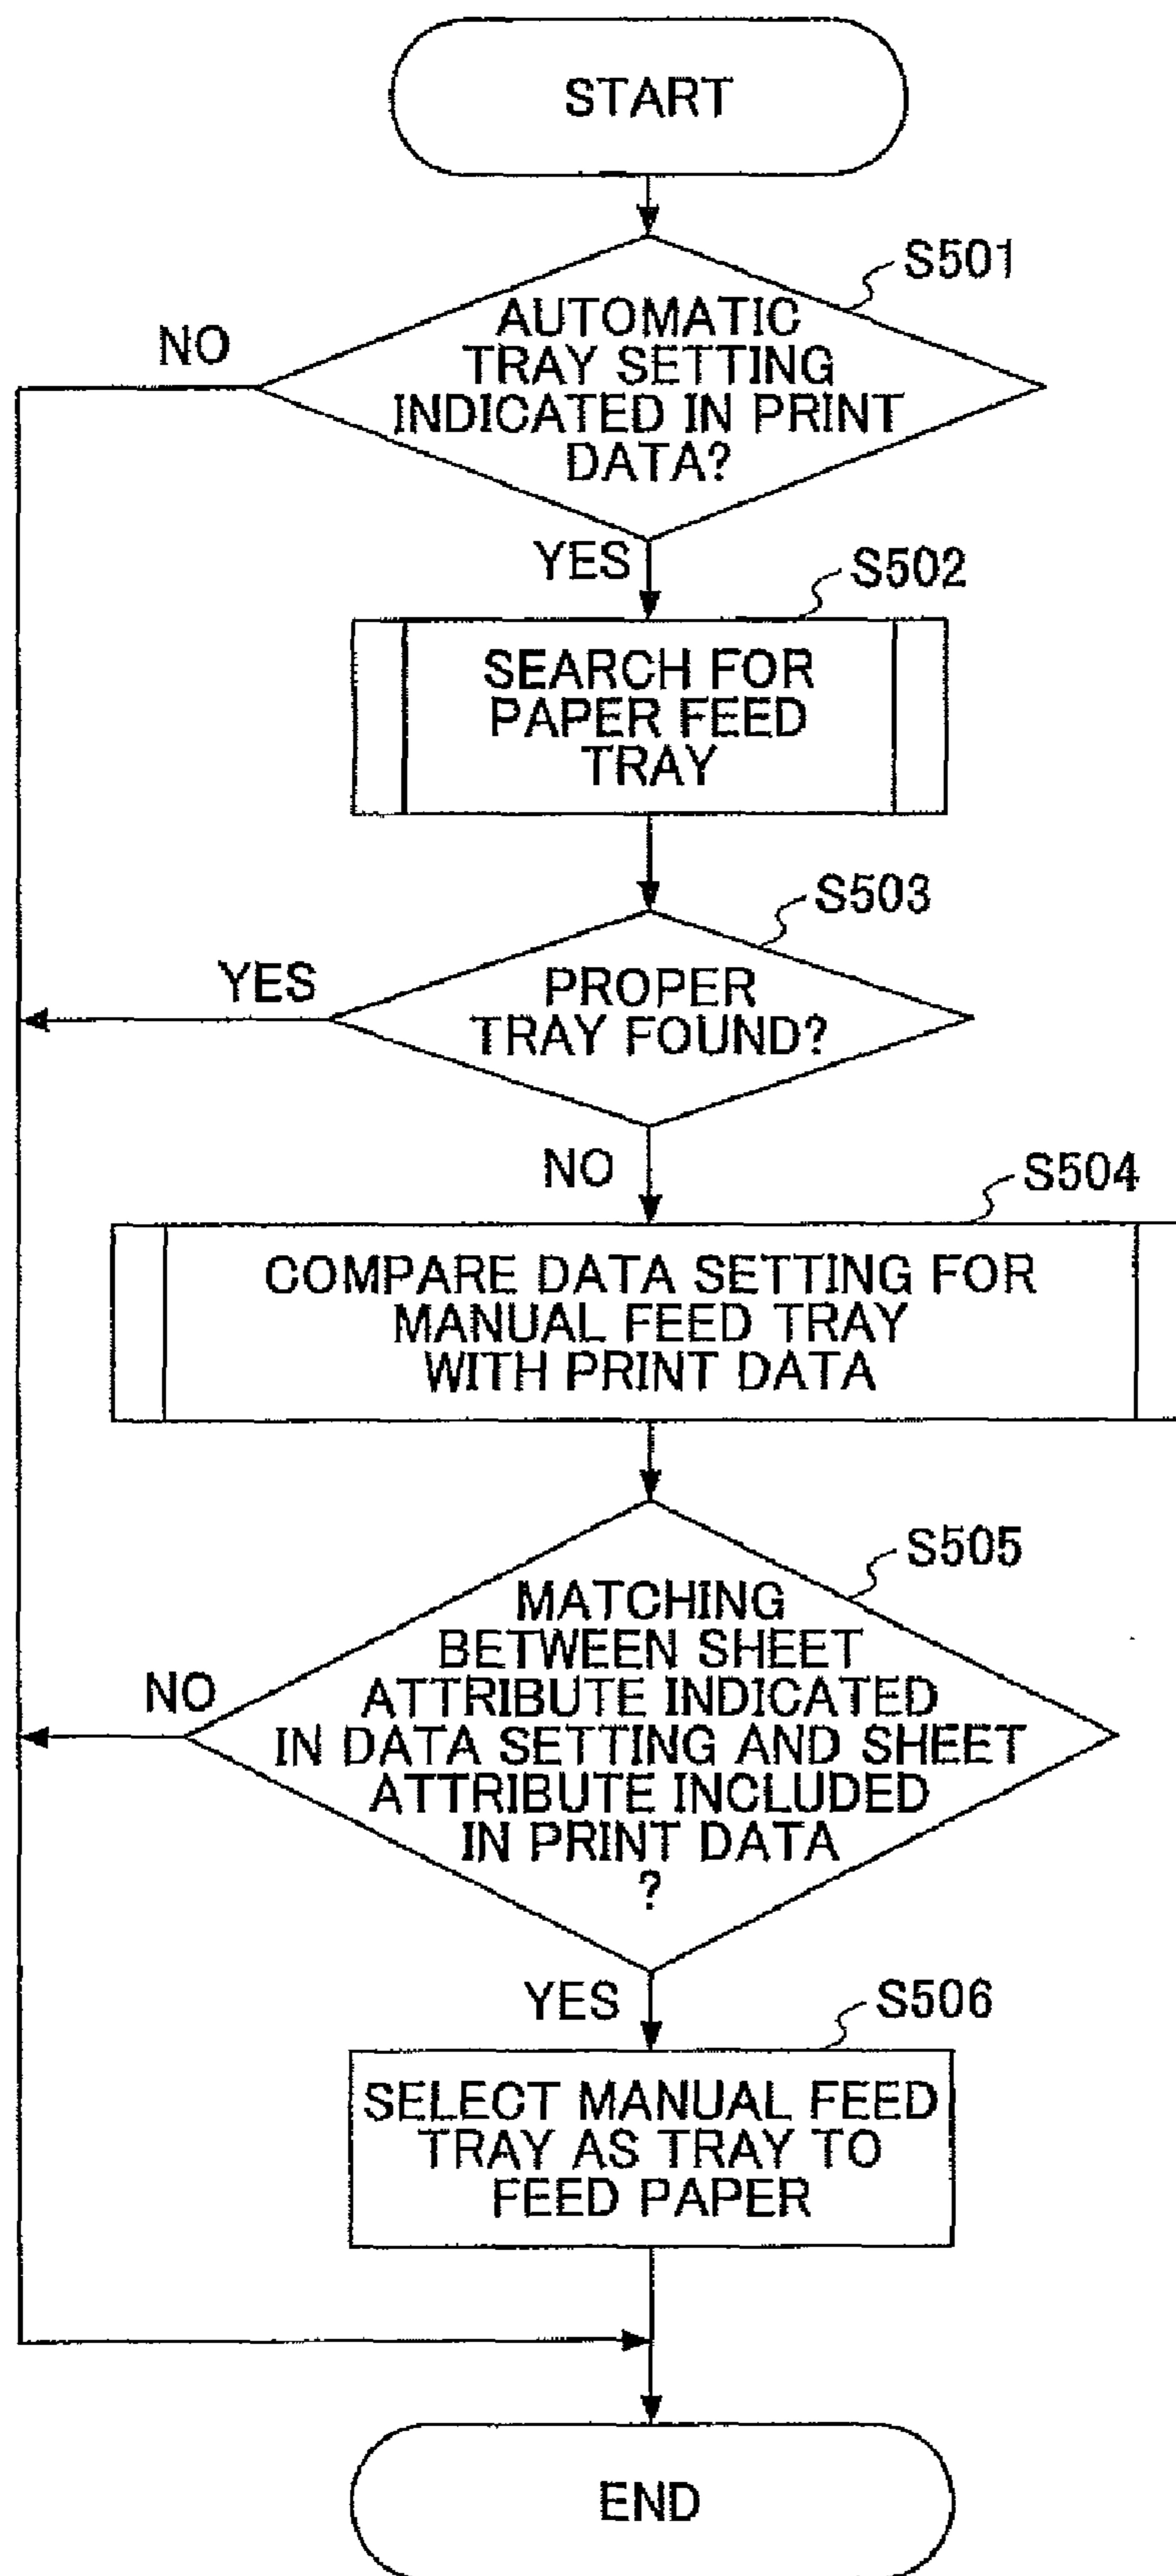 START
S501
AUTOMATIC
TRAY SETTING
INDICATED IN PRINT
DATA?
NO
YES
S502
SEARCH FOR
PAPER FEED
TRAY
S503
PROPER
TRAY FOUND?
YES
NO
S504
COMPARE DATA SETTING FOR
MANUAL FEED TRAY
WITH PRINT DATA
S505
MATCHING
BETWEEN SHEET
ATTRIBUTE INDICATED
IN DATA SETTING AND SHEET
ATTRIBUTE INCLUDED
IN PRINT DATA
?
NO
YES
S506
SELECT MANUAL FEED
TRAY AS TRAY TO
FEED PAPER
END